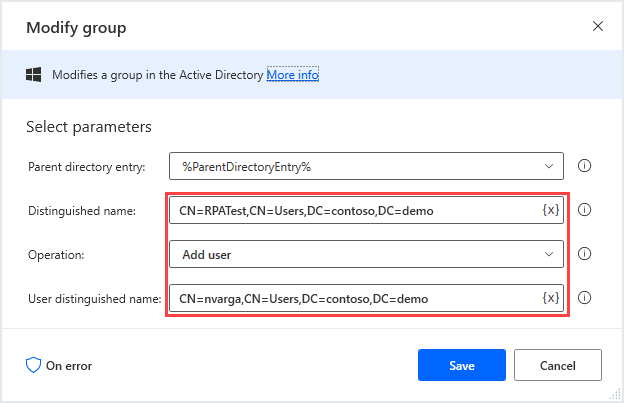 Modify group
Modifies a group in the Active Directory More info
Select parameters
Parent directory entry: %ParentDirectoryEntry%
Distinguished name: CN=RPATest,CN=Users,DC=contoso,DC=demo {x}
Operation: Add user
User distinguished name: CN=nvarga,CN=Users,DC=contoso,DC=demo {x}
On error Save Cancel